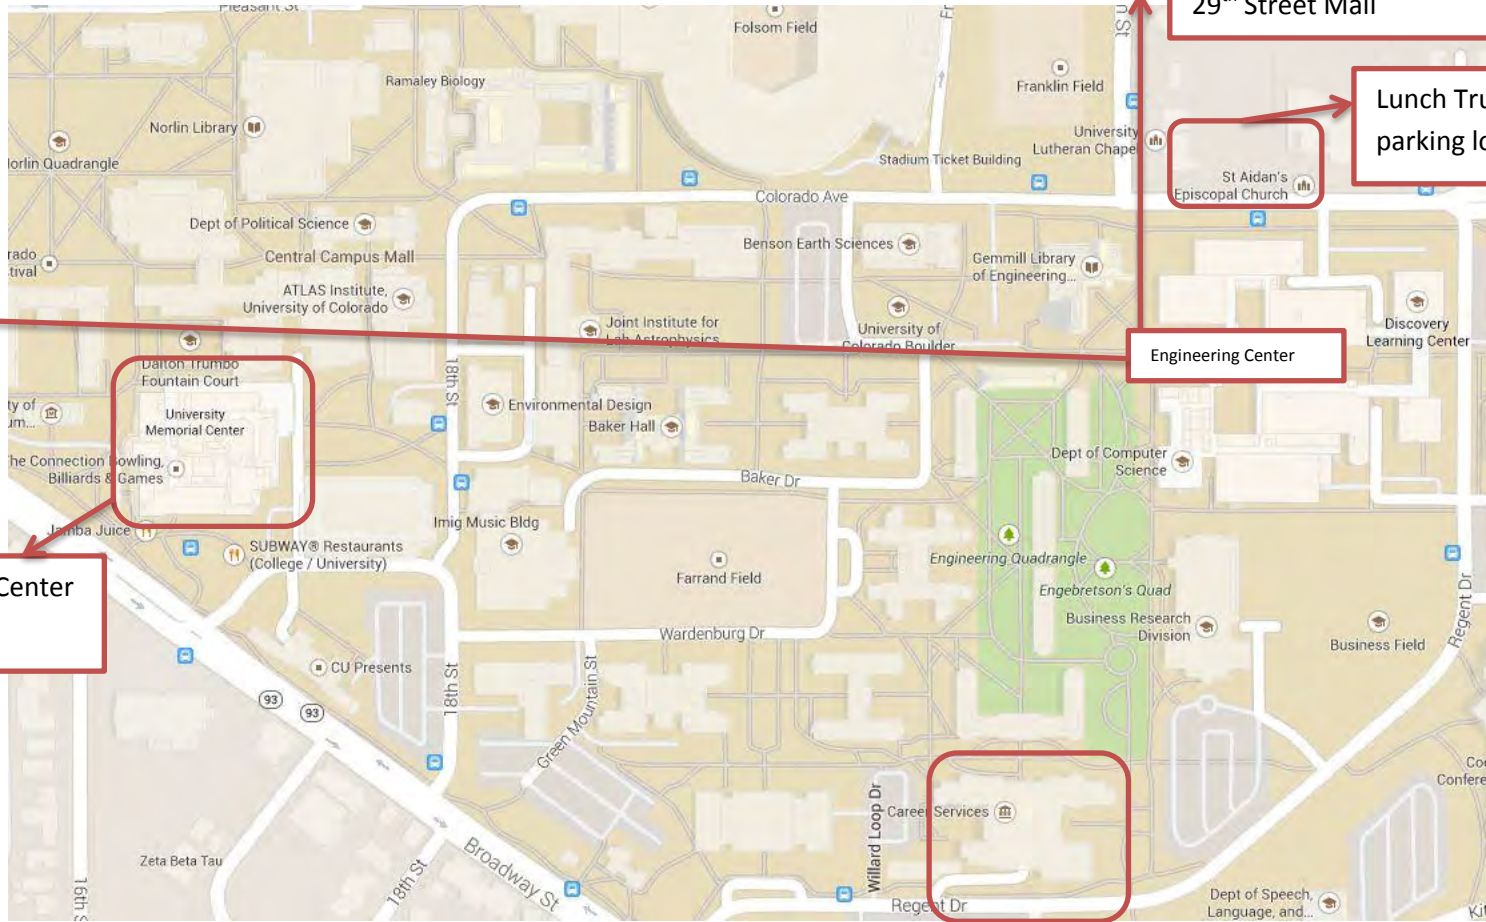 Pleasant St
Folsom Field
29th Street Mall
Ramaley Biology
Franklin Field
Lunch
Norlin Library
University
Lutheran Chapel
parking
Norlin Quadrangle
Stadium Ticket Building
St Aidan's
Episcopal Church
Colorado Ave
Dept of Political Science
Benson Earth Sciences
Central Campus Mall
Gemmill Library
of Engineering...
ATLAS Institute,
University of Colorado
Joint Institute for
Lab Astrophysics
University of
Colorado Boulder
Discovery
Learning Center
Engineering Center
Dalton Trumbo
Fountain Court
18th St
University
Memorial Center
Environmental Design
Baker Hall
The Connection Bowling,
Billiards & Games
Dept of Computer
Science
Baker Dr
Jamba Juice
Imig Music Bldg
SUBWAY® Restaurants
(College / University)
Engineering Quadrangle
Farrand Field
Engebretson's Quad
Center
Business Research
Division
Regent Dr
Wardenburg Dr
Business Field
CU Presents
18th St
Green Mountain St
93
93
Willard Loop Dr
Career Services
Zeta Beta Tau
Broadway St
18th St
16th
Regent Dr
Dept of Speech,
Language, and...